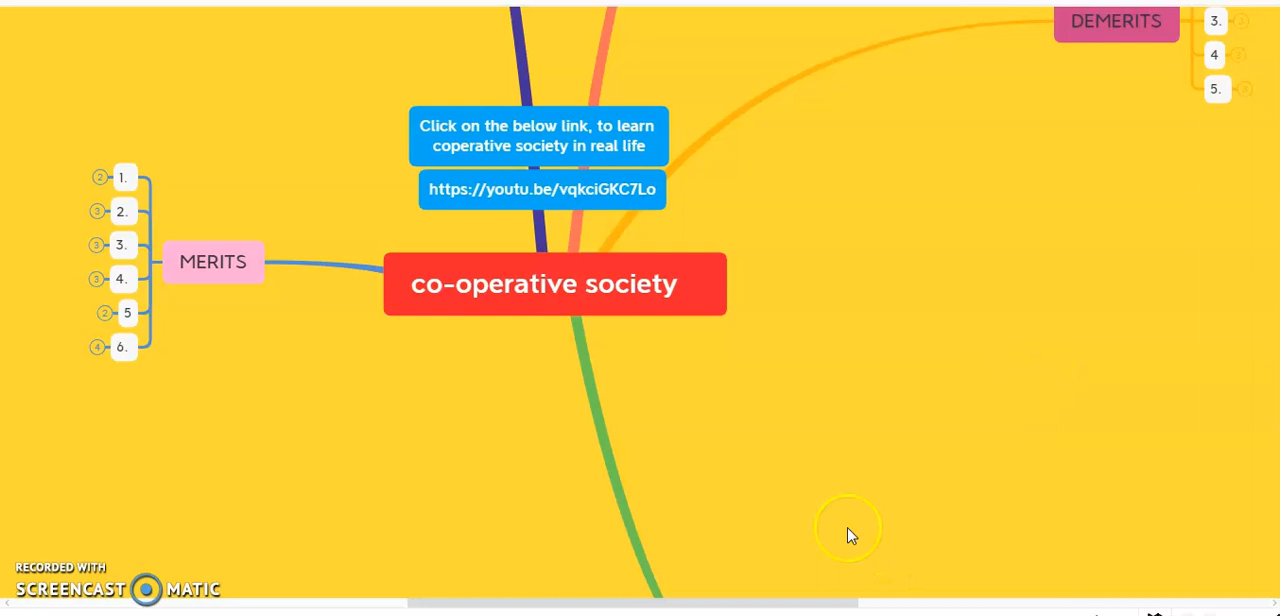 DEMERITS
3.
4
5.
Click on the below link, to learn
coperative society in real life
https://youtu.be/vqkciGKC7Lo
co-operative society
MERITS
2 1.
3 2.
3 3.
3 4.
2 5
4 6.
RECORDED WITH
SCREENCAST MATIC